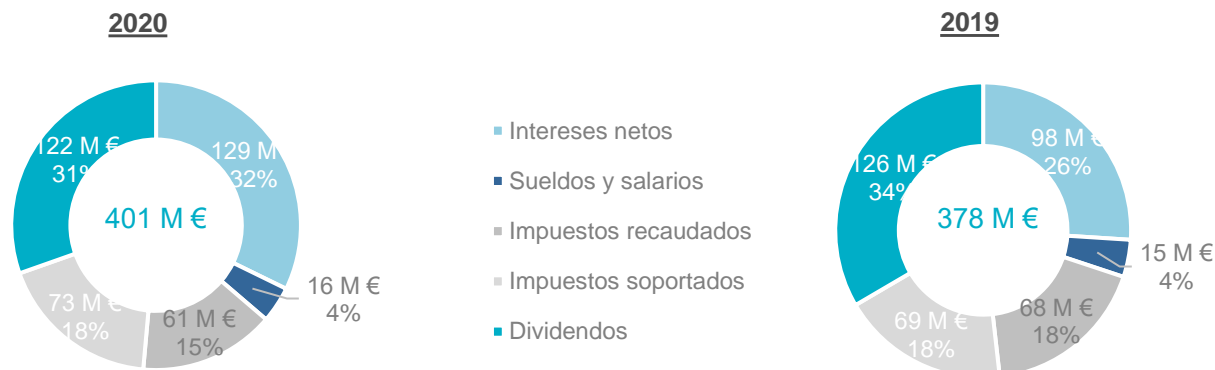 2020
122 M €
31%
129 M
32%
401 M €
16 M €
4%
73 M €
18%
61 M €
15%
Intereses netos
Sueldos y salarios
Impuestos recaudados
Impuestos soportados
Dividendos
2019
126 M €
34%
98 M €
26%
378 M €
15 M €
4%
69 M €
18%
68 M €
18%